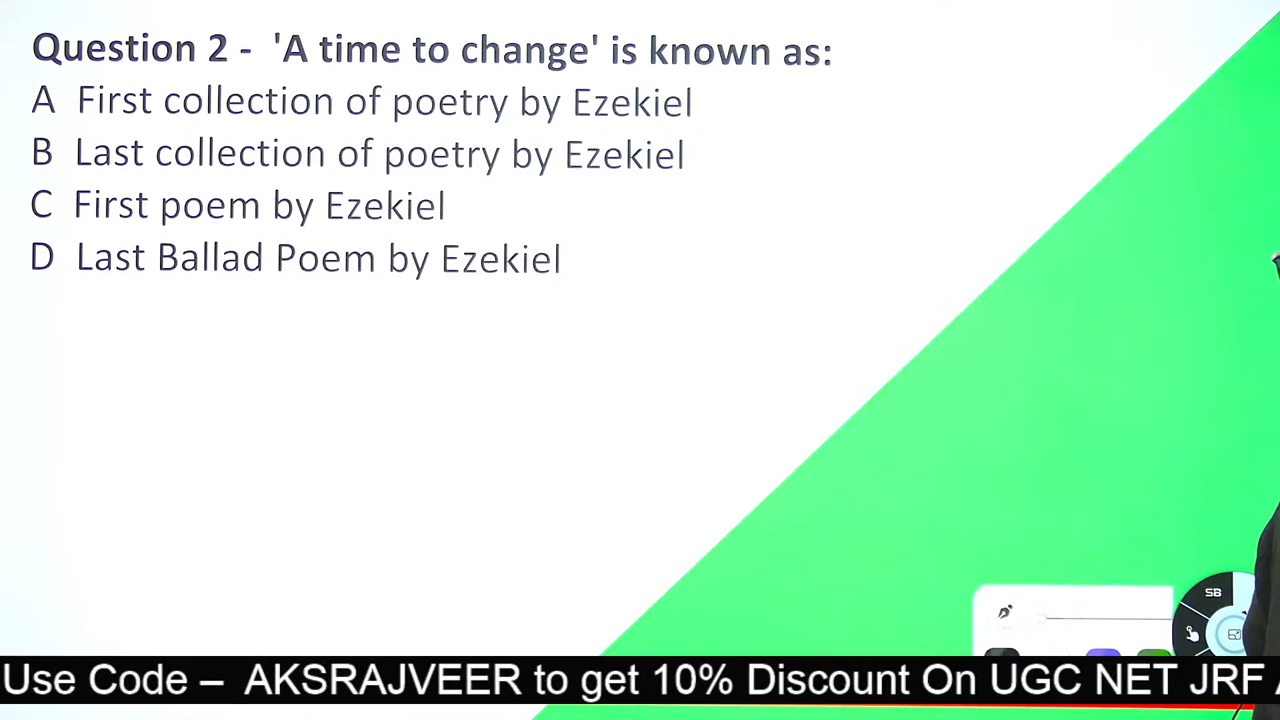 Question 2 - 'A time to change' is known as:
A First collection of poetry by Ezekiel
B Last collection of poetry by Ezekiel
C First poem by Ezekiel
D Last Ballad Poem by Ezekiel
SB
Use Code – AKSRAJVEER to get 10% Discount On UGC NET JRF